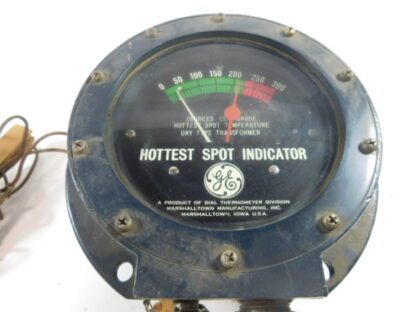 0 50 100 150 200 250 300
DEGREES CENTIGRADE
HOTTEST SPOT TEMPERATURE
DRY TYPE TRANSFORMER
HOTTEST SPOT INDICATOR
GE
A PRODUCT OF DIAL THERMOMETER DIVISION
MARSHALLTOWN MANUFACTURING, INC.
MARSHALLTOWN, IOWA U.S.A.